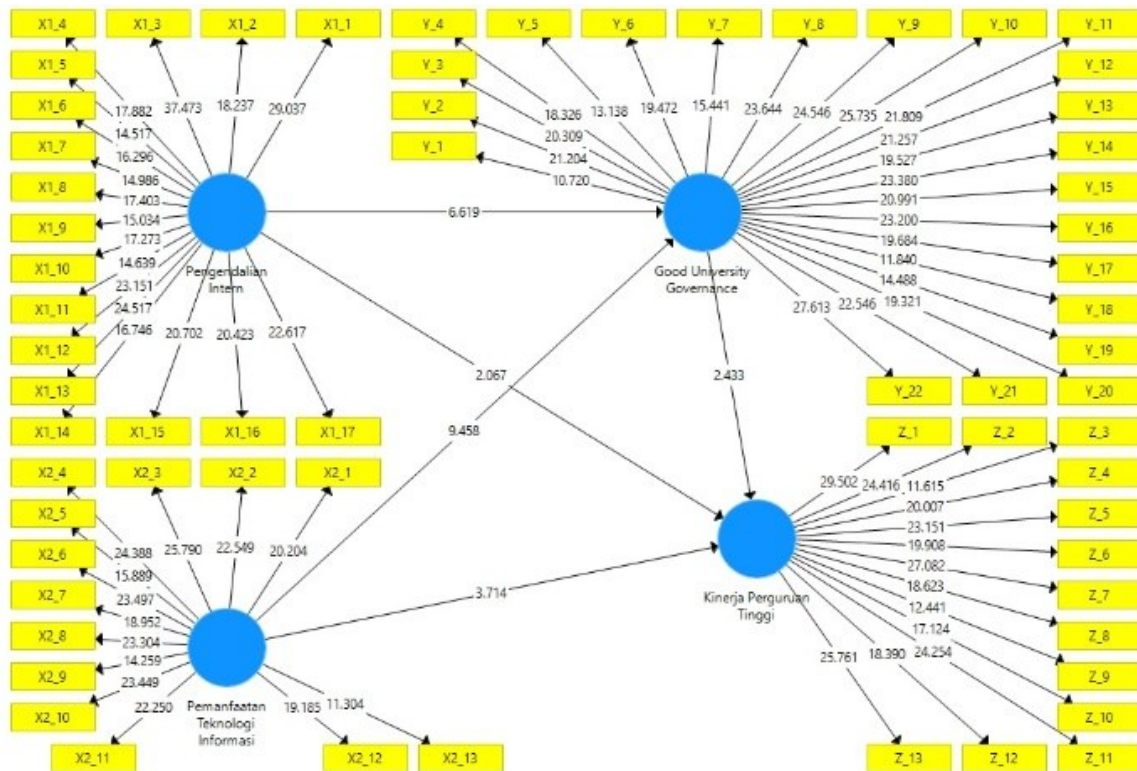 X1_4 X1_3 X1_2 X1_1 Y_4 Y_5 Y_6 Y_7 Y_8 Y_9 Y_10 Y_11
X1_5 Y_3 Y_12
X1_6 Y_2 Y_13
X1_7 Y_1 Y_14
X1_8 Y_15
X1_9 Y_16
X1_10 Y_17
X1_11 Y_18
X1_12 Y_19
X1_13 Y_22 Y_21 Y_20
X1_14 X1_15 X1_16 X1_17 Z_1 Z_2 Z_3
17.882 37.473 18.237 29.037
14.517
16.296
14.986
17.403
15.034
17.273
14.639
23.151
24.517
16.746
20.702 20.423 22.617
Pengendalian
Intern
18.326 13.138 19.472 15.441 23.644 24.546 25.735 21.809
20.309
21.204
10.720
21.257
19.527
23.380
20.991
23.200
19.684
11.840
14.488
19.321
27.613 22.546
Good University
Governance
6.619
2.067
9.458
2.433
3.714
X2_4 X2_3 X2_2 X2_1
X2_5
X2_6
X2_7
X2_8
X2_9
X2_10
X2_11 X2_12 X2_13
24.388 25.790 22.549 20.204
15.889
23.497
18.952
23.304
14.259
23.449
22.250 19.185 11.304
Pemanfaatan
Teknologi
Informasi
Z_4
Z_5
Z_6
Z_7
Z_8
Z_9
Z_10
Z_13 Z_12 Z_11
29.502 24.416 11.615
20.007
23.151
19.908
27.082
18.623
12.441
17.124
24.254
25.761 18.390
Kinerja Perguruan
Tinggi